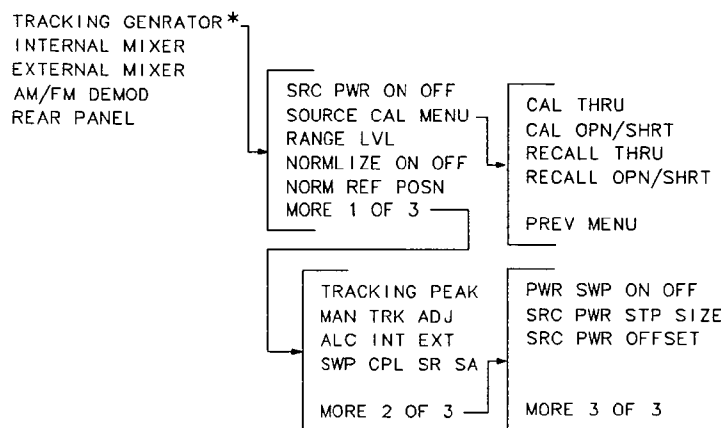 TRACKING GENRATOR*
INTERNAL MIXER
EXTERNAL MIXER
AM/FM DEMOD
REAR PANEL
SRC PWR ON OFF
SOURCE CAL MENU
RANGE LVL
NORMLIZE ON OFF
NORM REF POSN
MORE 1 OF 3
CAL THRU
CAL OPN/SHRT
RECALL THRU
RECALL OPN/SHRT
PREV MENU
TRACKING PEAK
MAN TRK ADJ
ALC INT EXT
SWP CPL SR SA
MORE 2 OF 3
PWR SWP ON OFF
SRC PWR STP SIZE
SRC PWR OFFSET
MORE 3 OF 3